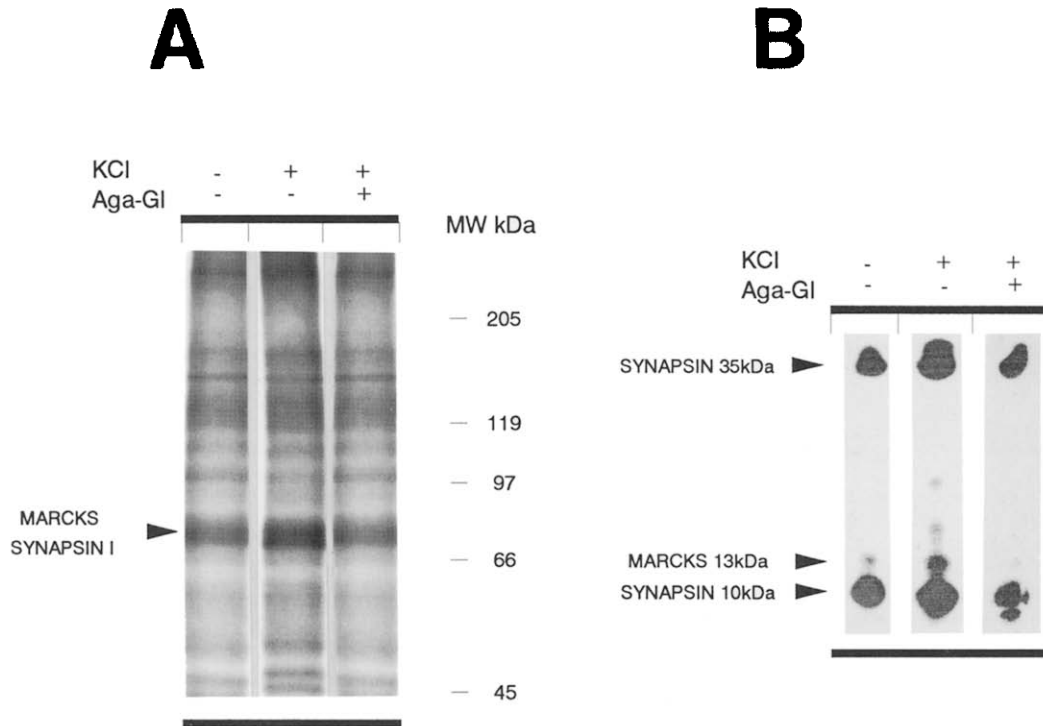 A
KCl - + +
Aga-GI - - +
MW kDa
205
119
97
MARCKS
SYNAPSIN I
66
45
B
KCl - + +
Aga-GI - - +
SYNAPSIN 35kDa
MARCKS 13kDa
SYNAPSIN 10kDa